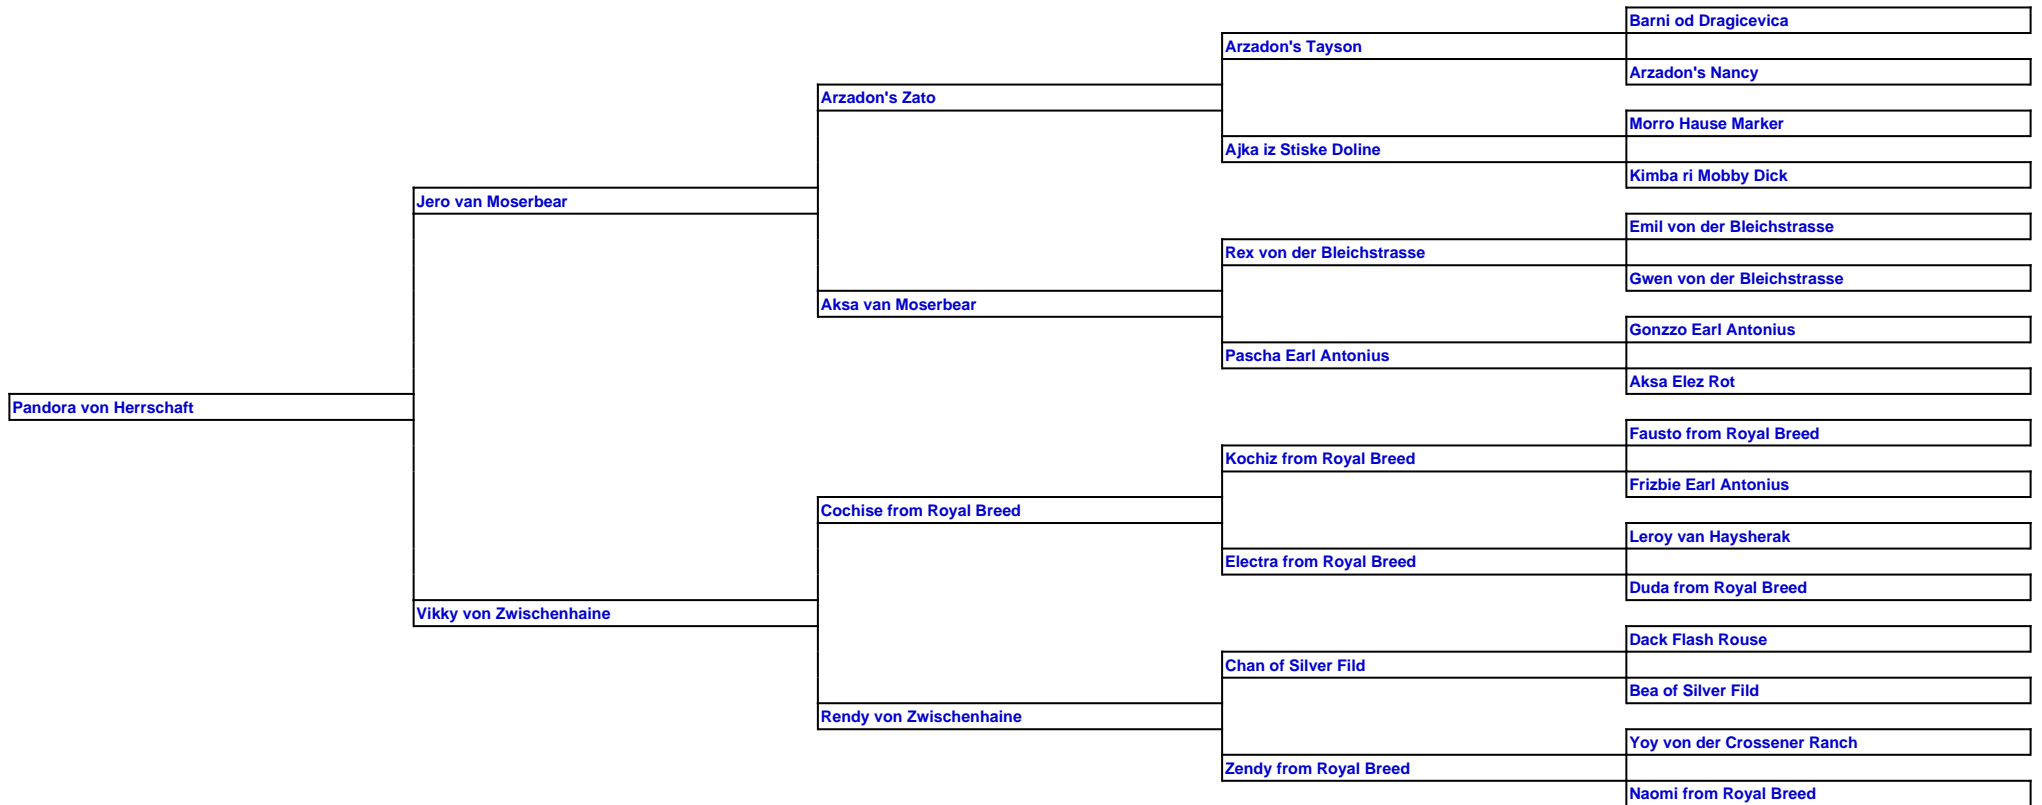 Barni od Dragicevica
Arzadon's Tayson
Arzadon's Nancy
Arzadon's Zato
Morro Hause Marker
Ajka iz Stiske Doline
Kimba ri Mobby Dick
Jero van Moserbear
Emil von der Bleichstrasse
Rex von der Bleichstrasse
Gwen von der Bleichstrasse
Aksa van Moserbear
Gonzzo Earl Antonius
Pascha Earl Antonius
Aksa Elez Rot
Pandora von Herrschaft
Fausto from Royal Breed
Kochiz from Royal Breed
Frizbie Earl Antonius
Cochise from Royal Breed
Leroy van Haysherak
Electra from Royal Breed
Duda from Royal Breed
Vikky von Zwischenhaine
Dack Flash Rouse
Chan of Silver Fild
Bea of Silver Fild
Rendy von Zwischenhaine
Yoy von der Crossener Ranch
Zendy from Royal Breed
Naomi from Royal Breed